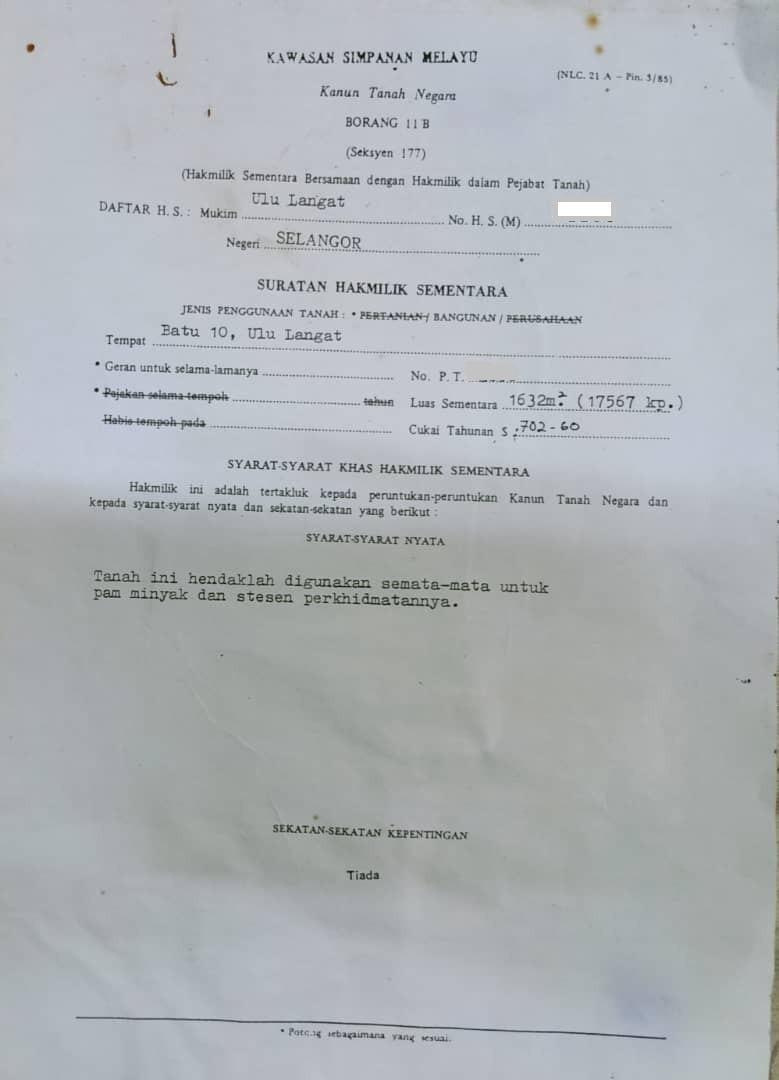 KAWASAN SIMPANAN MELAYU
(NLC. 21 A – Pin. 3/85)
Kanun Tanah Negara
BORANG 11B
(Seksyen 177)
(Hakmilik Sementara Bersamaan dengan Hakmilik dalam Pejabat Tanah)
DAFTAR H. S. : Mukim Ulu Langat No. H. S. (M)
Negeri SELANGOR
SURATAN HAKMILIK SEMENTARA
JENIS PENGGUNAAN TANAH : * PERTANIAN / BANGUNAN / PERUSAHAAN
Tempat Batu 10, Ulu Langat
* Geran untuk selama-lamanya No. P. T.
* Pajakan selama tempoh tahun Luas Sementara 1632m² (17567 kp.)
Habis tempoh pada Cukai Tahunan $ 702-60
SYARAT-SYARAT KHAS HAKMILIK SEMENTARA
Hakmilik ini adalah tertakluk kepada peruntukan-peruntukan Kanun Tanah Negara dan
kepada syarat-syarat nyata dan sekatan-sekatan yang berikut :
SYARAT-SYARAT NYATA
Tanah ini hendaklah digunakan semata-mata untuk
pam minyak dan stesen perkhidmatannya.
SEKATAN-SEKATAN KEPENTINGAN
Tiada
* Potong sebagaimana yang sesuai.